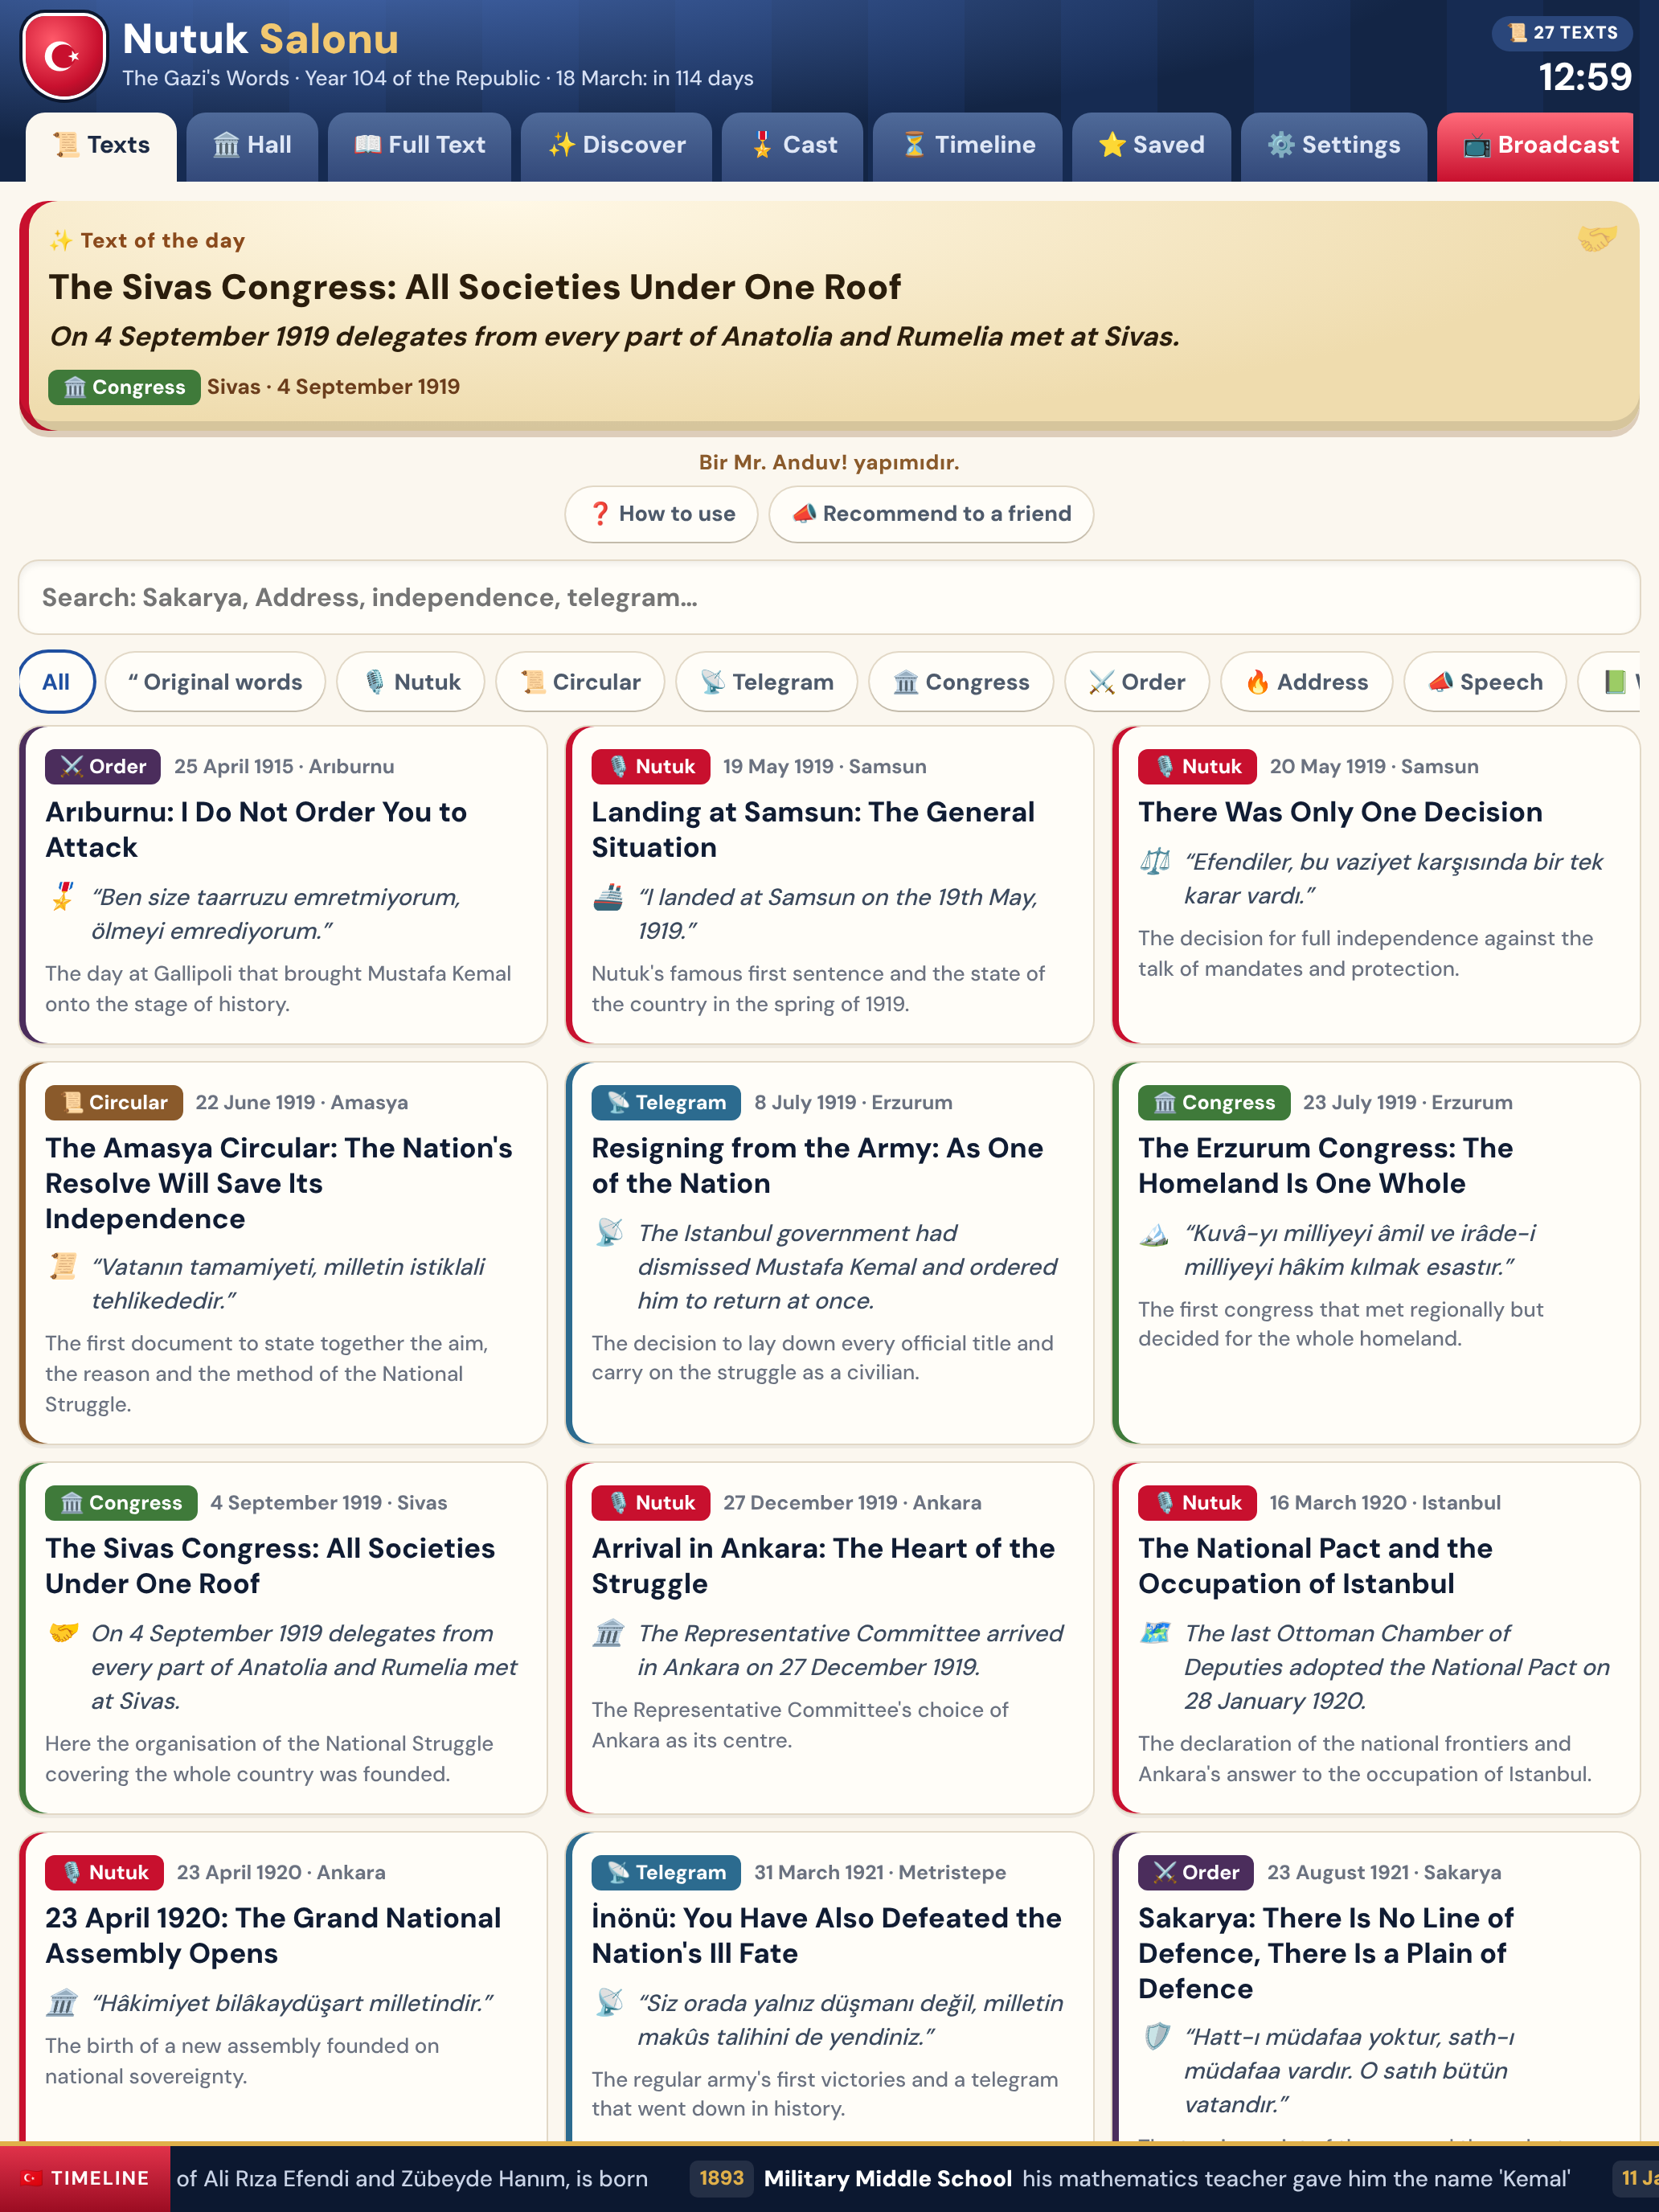 Nutuk Salonu
The Gazi's Words · Year 104 of the Republic · 18 March: in 114 days
27 TEXTS
12:59
Texts
Hall
Full Text
Discover
Cast
Timeline
Saved
Settings
Broadcast
Text of the day
The Sivas Congress: All Societies Under One Roof
On 4 September 1919 delegates from every part of Anatolia and Rumelia met at Sivas.
Congress Sivas · 4 September 1919
Bir Mr. Anduv! yapımıdır.
How to use
Recommend to a friend
Search: Sakarya, Address, independence, telegram...
All
“ Original words
Nutuk
Circular
Telegram
Congress
Order
Address
Speech
Order 25 April 1915 · Arıburnu
Arıburnu: I Do Not Order You to
Attack
“Ben size taarruzu emretmiyorum,
ölmeyi emrediyorum.”
The day at Gallipoli that brought Mustafa Kemal
onto the stage of history.
Nutuk 19 May 1919 · Samsun
Landing at Samsun: The General
Situation
“I landed at Samsun on the 19th May,
1919.”
Nutuk's famous first sentence and the state of
the country in the spring of 1919.
Nutuk 20 May 1919 · Samsun
There Was Only One Decision
“Efendiler, bu vaziyet karşısında bir tek
karar vardı.”
The decision for full independence against the
talk of mandates and protection.
Circular 22 June 1919 · Amasya
The Amasya Circular: The Nation's
Resolve Will Save Its
Independence
“Vatanın tamamiyeti, milletin istiklali
tehlikededir.”
The first document to state together the aim,
the reason and the method of the National
Struggle.
Telegram 8 July 1919 · Erzurum
Resigning from the Army: As One
of the Nation
The Istanbul government had
dismissed Mustafa Kemal and ordered
him to return at once.
The decision to lay down every official title and
carry on the struggle as a civilian.
Congress 23 July 1919 · Erzurum
The Erzurum Congress: The
Homeland Is One Whole
“Kuvâ-yı milliyeyi âmil ve irâde-i
milliyeyi hâkim kılmak esastır.”
The first congress that met regionally but
decided for the whole homeland.
Congress 4 September 1919 · Sivas
The Sivas Congress: All Societies
Under One Roof
On 4 September 1919 delegates from
every part of Anatolia and Rumelia met
at Sivas.
Here the organisation of the National Struggle
covering the whole country was founded.
Nutuk 27 December 1919 · Ankara
Arrival in Ankara: The Heart of the
Struggle
The Representative Committee arrived
in Ankara on 27 December 1919.
The Representative Committee's choice of
Ankara as its centre.
Nutuk 16 March 1920 · Istanbul
The National Pact and the
Occupation of Istanbul
The last Ottoman Chamber of
Deputies adopted the National Pact on
28 January 1920.
The declaration of the national frontiers and
Ankara's answer to the occupation of Istanbul.
Nutuk 23 April 1920 · Ankara
23 April 1920: The Grand National
Assembly Opens
“Hâkimiyet bilâkaydüşart milletindir.”
The birth of a new assembly founded on
national sovereignty.
Telegram 31 March 1921 · Metristepe
İnönü: You Have Also Defeated the
Nation's Ill Fate
“Siz orada yalnız düşmanı değil, milletin
makûs talihini de yendiniz.”
The regular army's first victories and a telegram
that went down in history.
Order 23 August 1921 · Sakarya
Sakarya: There Is No Line of
Defence, There Is a Plain of
Defence
“Hatt-ı müdafaa yoktur, sath-ı
müdafaa vardır. O satıh bütün
vatandır.”
TIMELINE of Ali Rıza Efendi and Zübeyde Hanım, is born 1893 Military Middle School his mathematics teacher gave him the name 'Kemal' 11